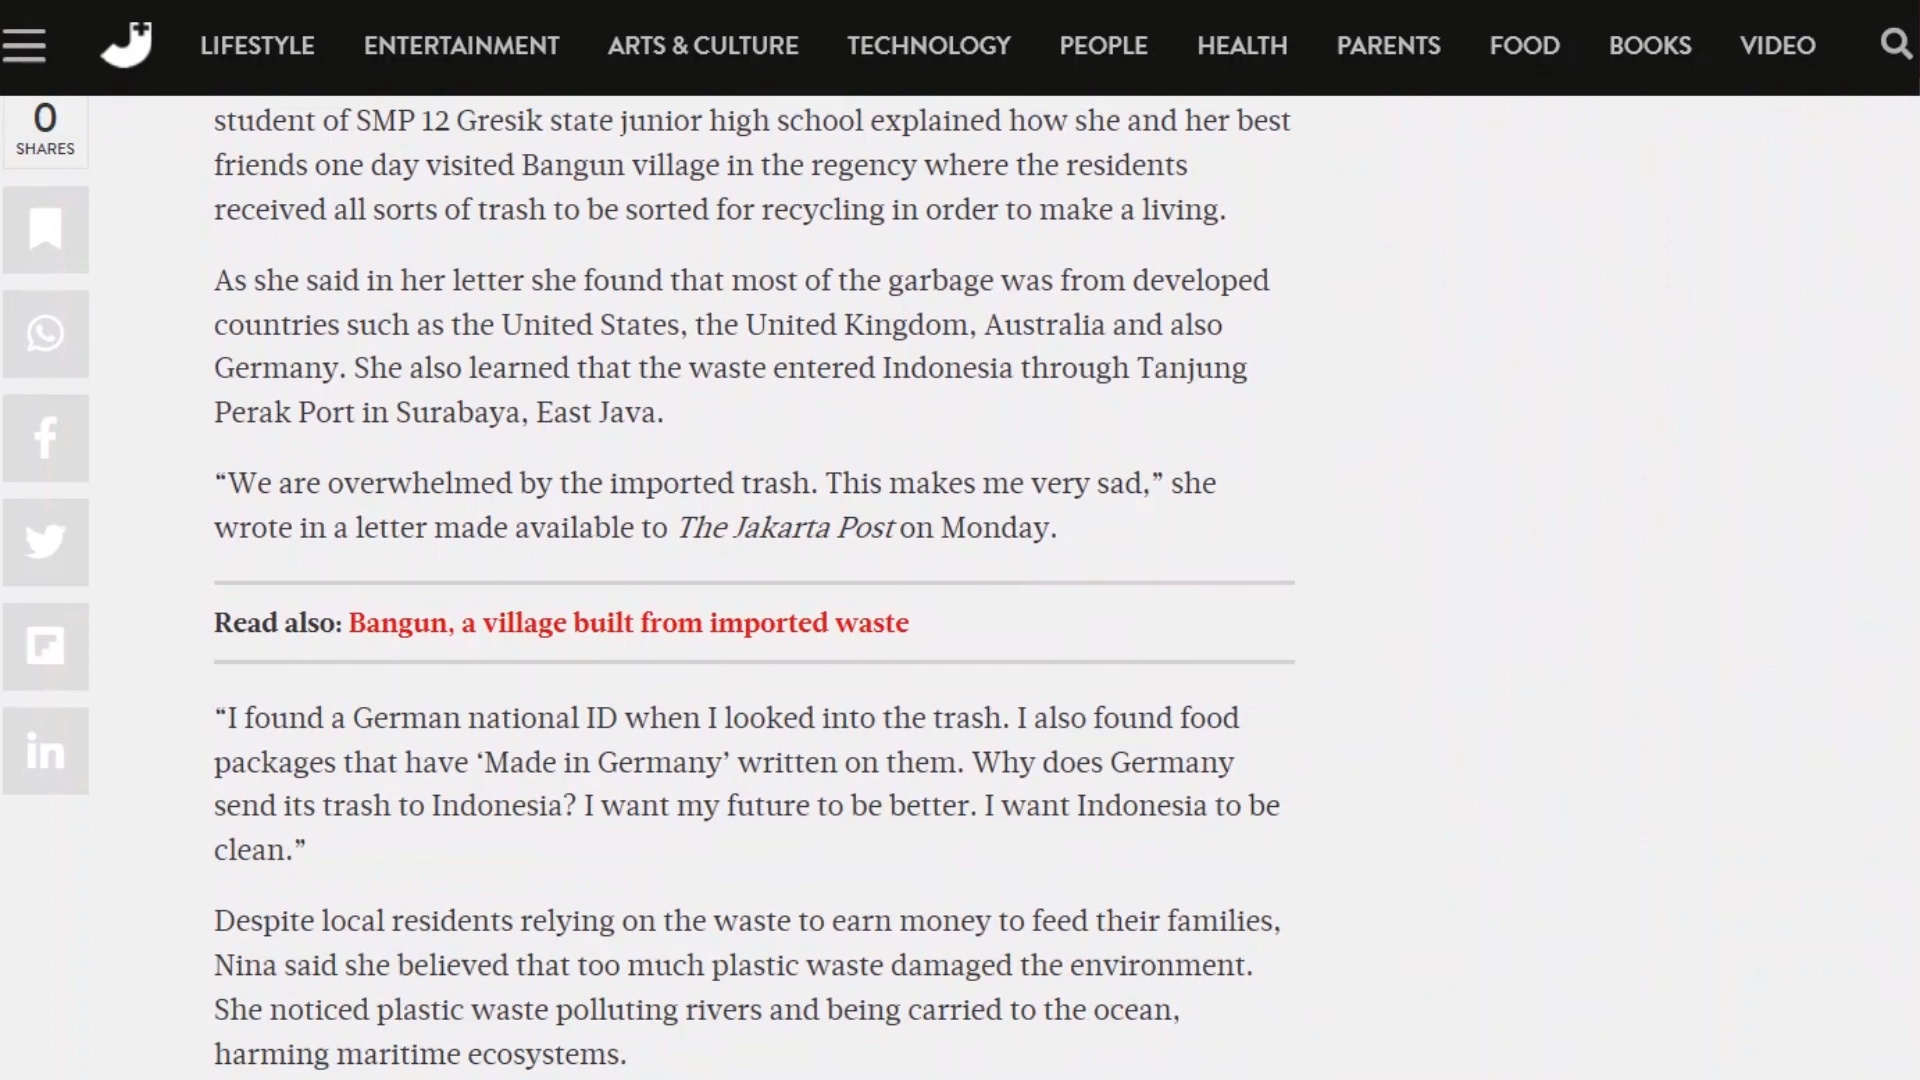 LIFESTYLE ENTERTAINMENT ARTS & CULTURE TECHNOLOGY PEOPLE HEALTH PARENTS FOOD BOOKS VIDEO
0
SHARES
student of SMP 12 Gresik state junior high school explained how she and her best
friends one day visited Bangun village in the regency where the residents
received all sorts of trash to be sorted for recycling in order to make a living.
As she said in her letter she found that most of the garbage was from developed
countries such as the United States, the United Kingdom, Australia and also
Germany. She also learned that the waste entered Indonesia through Tanjung
Perak Port in Surabaya, East Java.
“We are overwhelmed by the imported trash. This makes me very sad,” she
wrote in a letter made available to The Jakarta Post on Monday.
Read also: Bangun, a village built from imported waste
“I found a German national ID when I looked into the trash. I also found food
packages that have ‘Made in Germany’ written on them. Why does Germany
send its trash to Indonesia? I want my future to be better. I want Indonesia to be
clean.”
Despite local residents relying on the waste to earn money to feed their families,
Nina said she believed that too much plastic waste damaged the environment.
She noticed plastic waste polluting rivers and being carried to the ocean,
harming maritime ecosystems.